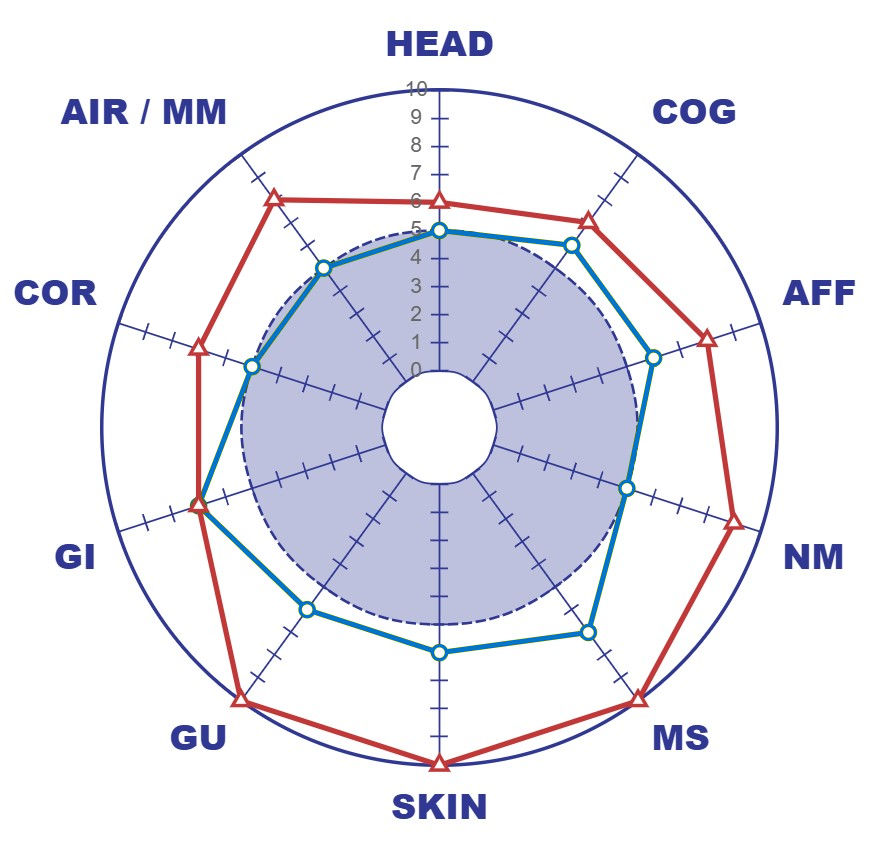 HEAD
AIR / MM
COG
10
9
8
7
6
5
4
3
2
1
0
COR
AFF
GI
NM
GU
MS
SKIN